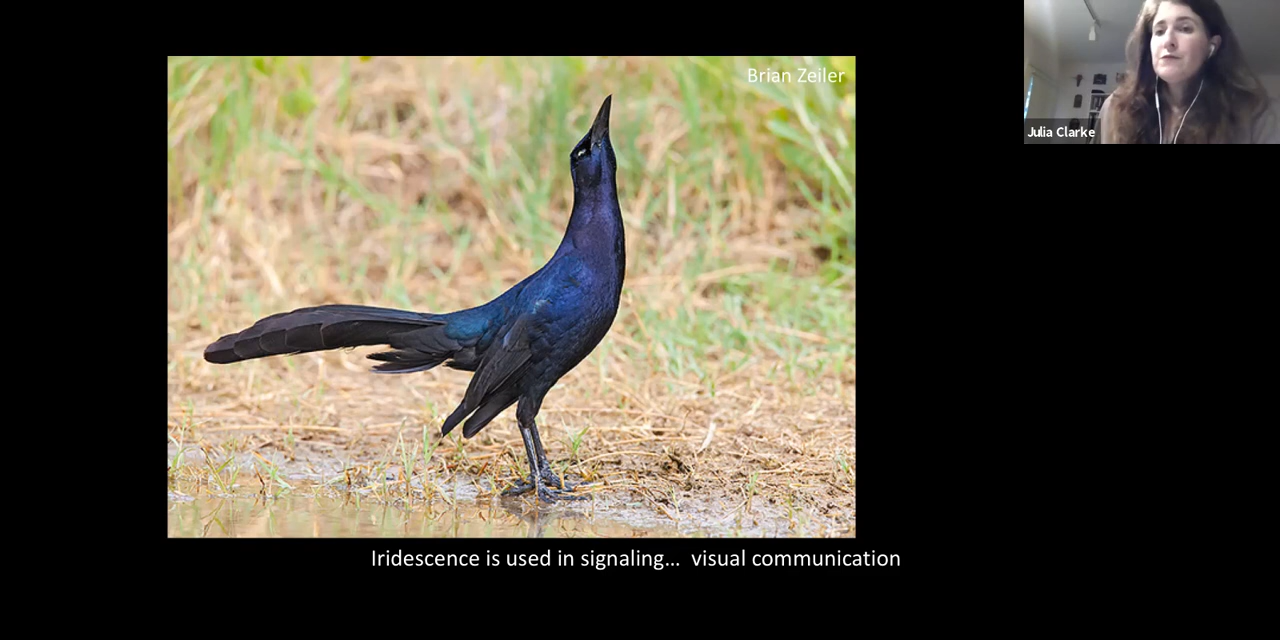 Brian Zeiler
Julia Clarke
Iridescence is used in signaling...  visual communication